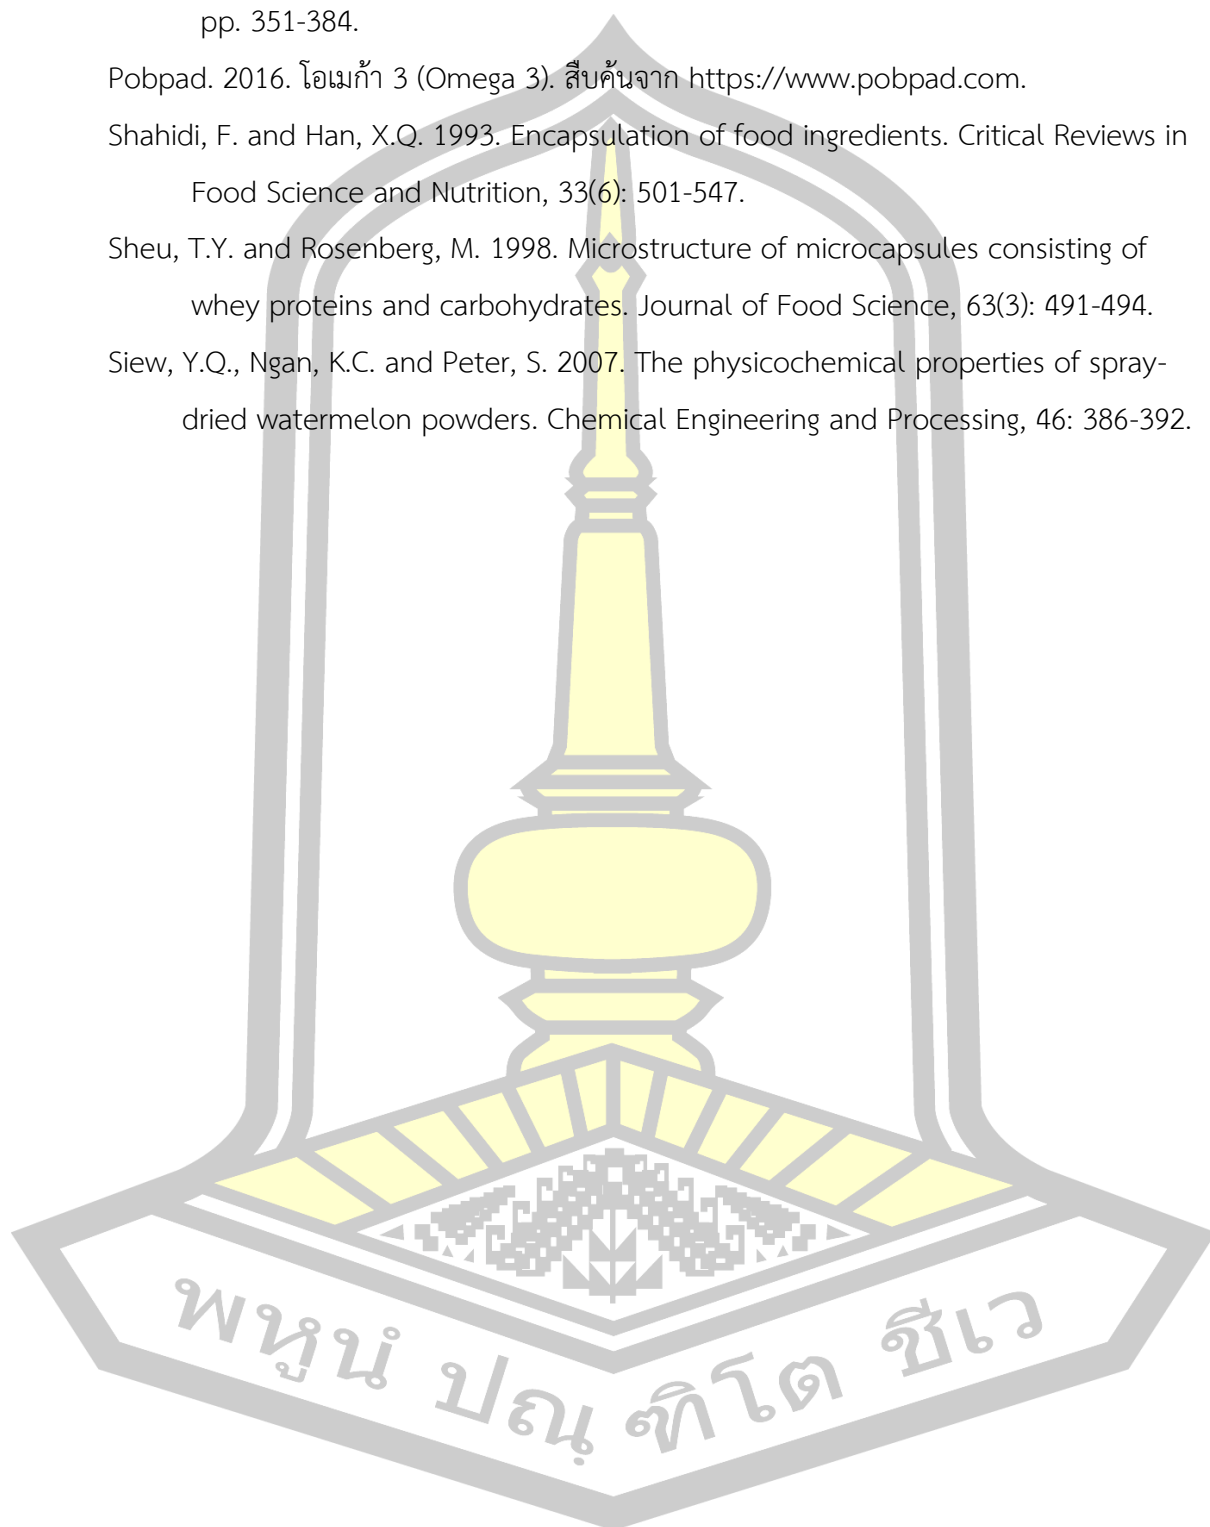 pp. 351-384.
Pobpad. 2016. โอเมก้า 3 (Omega 3). สืบค้นจาก https://www.pobpad.com.
Shahidi, F. and Han, X.Q. 1993. Encapsulation of food ingredients. Critical Reviews in
Food Science and Nutrition, 33(6): 501-547.
Sheu, T.Y. and Rosenberg, M. 1998. Microstructure of microcapsules consisting of
whey proteins and carbohydrates. Journal of Food Science, 63(3): 491-494.
Siew, Y.Q., Ngan, K.C. and Peter, S. 2007. The physicochemical properties of spray-
dried watermelon powders. Chemical Engineering and Processing, 46: 386-392.
พหูนํ ปณฺ ฑิโต ชีเว